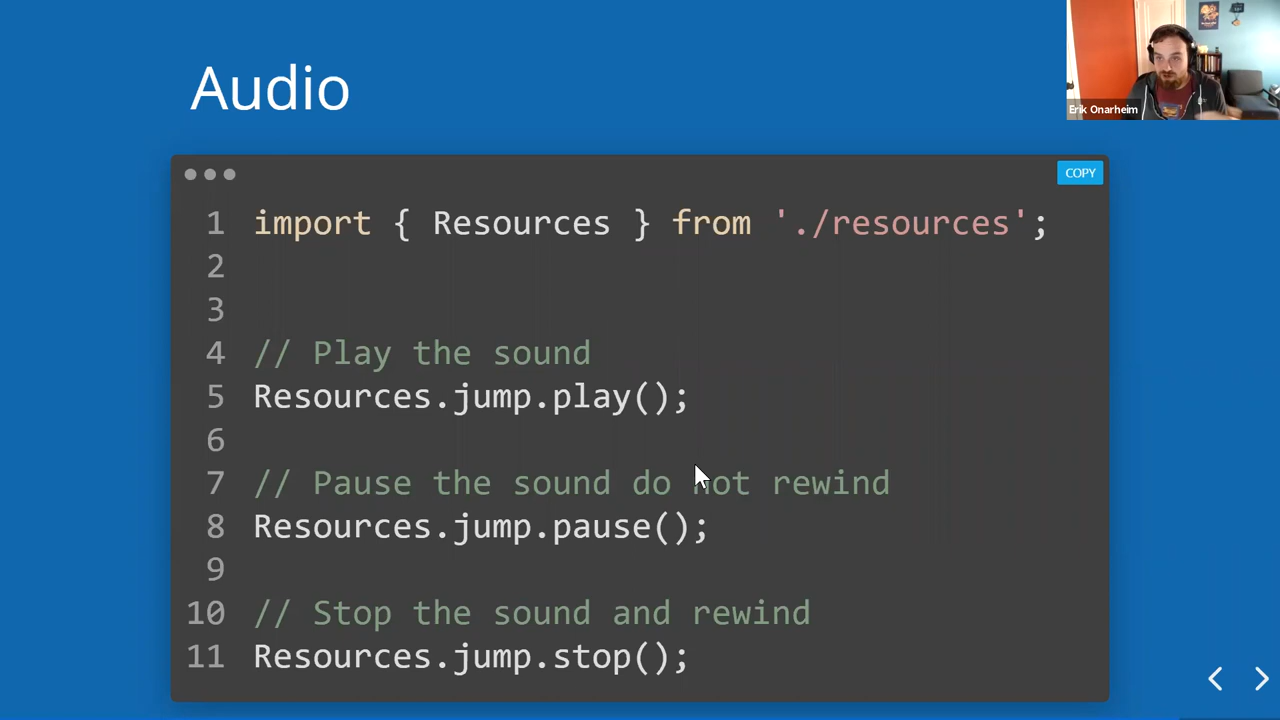 Audio
Erik Onarheim
COPY
1 import { Resources } from './resources';
2
3
4 // Play the sound
5 Resources.jump.play();
6
7 // Pause the sound do not rewind
8 Resources.jump.pause();
9
10 // Stop the sound and rewind
11 Resources.jump.stop();